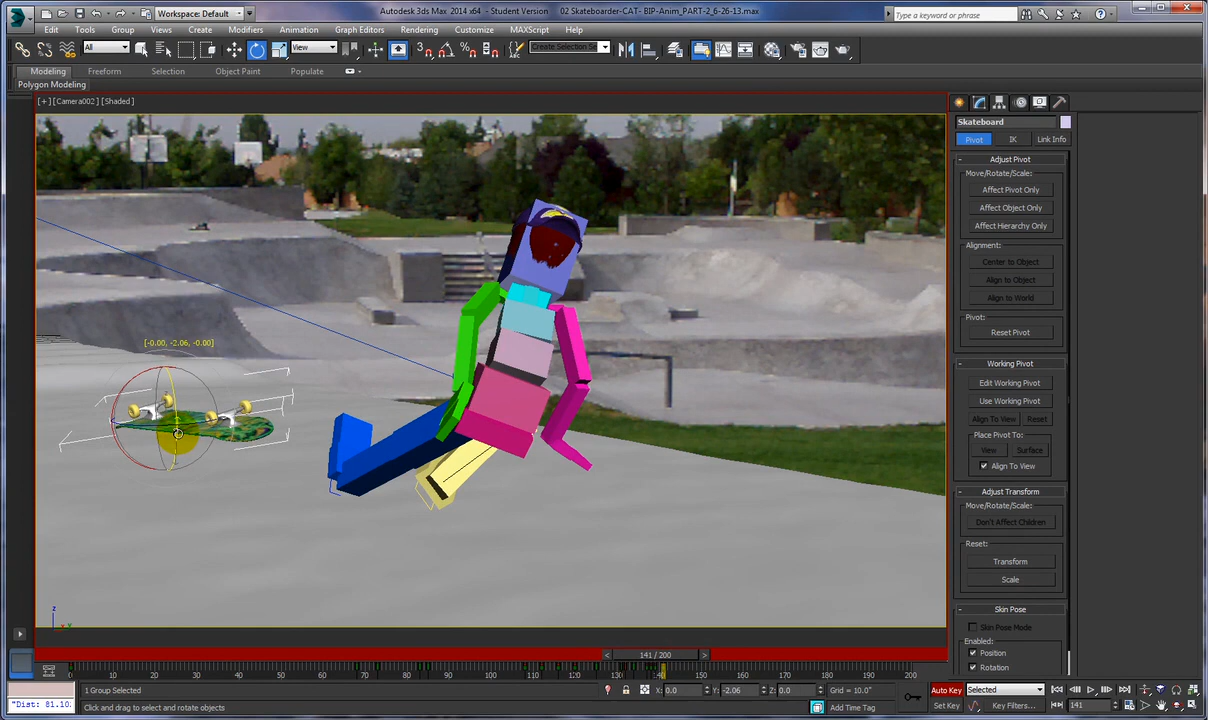 Workspace: Default
Autodesk 3ds Max 2014 x64 - Student Version 02 Skateboarder-CAT- BIP-Anim_PART-2_6-26-13.max
Type a keyword or phrase
Edit Tools Group Views Create Modifiers Animation Graph Editors Rendering Customize MAXScript Help
All View Create Selection Se
Modeling Freeform Selection Object Paint Populate
Polygon Modeling
[+] [Camera002] [Shaded]
Skateboard
Pivot IK Link Info
- Adjust Pivot
Move/Rotate/Scale:
Affect Pivot Only
Affect Object Only
Affect Hierarchy Only
Alignment:
Center to Object
Align to Object
Align to World
Pivot:
Reset Pivot
- Working Pivot
Edit Working Pivot
Use Working Pivot
Align To View Reset
Place Pivot To:
View Surface
Align To View
- Adjust Transform
Move/Rotate/Scale:
Don't Affect Children
Reset:
Transform
Scale
- Skin Pose
Skin Pose Mode
Enabled:
Position
Rotation
[-0.00, -2.06, -0.00]
z
< 141 / 200 >
10 20 30 40 50 60 70 80 90 100 110 120 130 150 160 170 180 190 200
1 Group Selected X: 0.0 Y: -2.06 Z: 0.0 Grid = 10.0" Auto Key Selected
"Dist: 81.10. Click and drag to select and rotate objects Add Time Tag Set Key Key Filters... 141